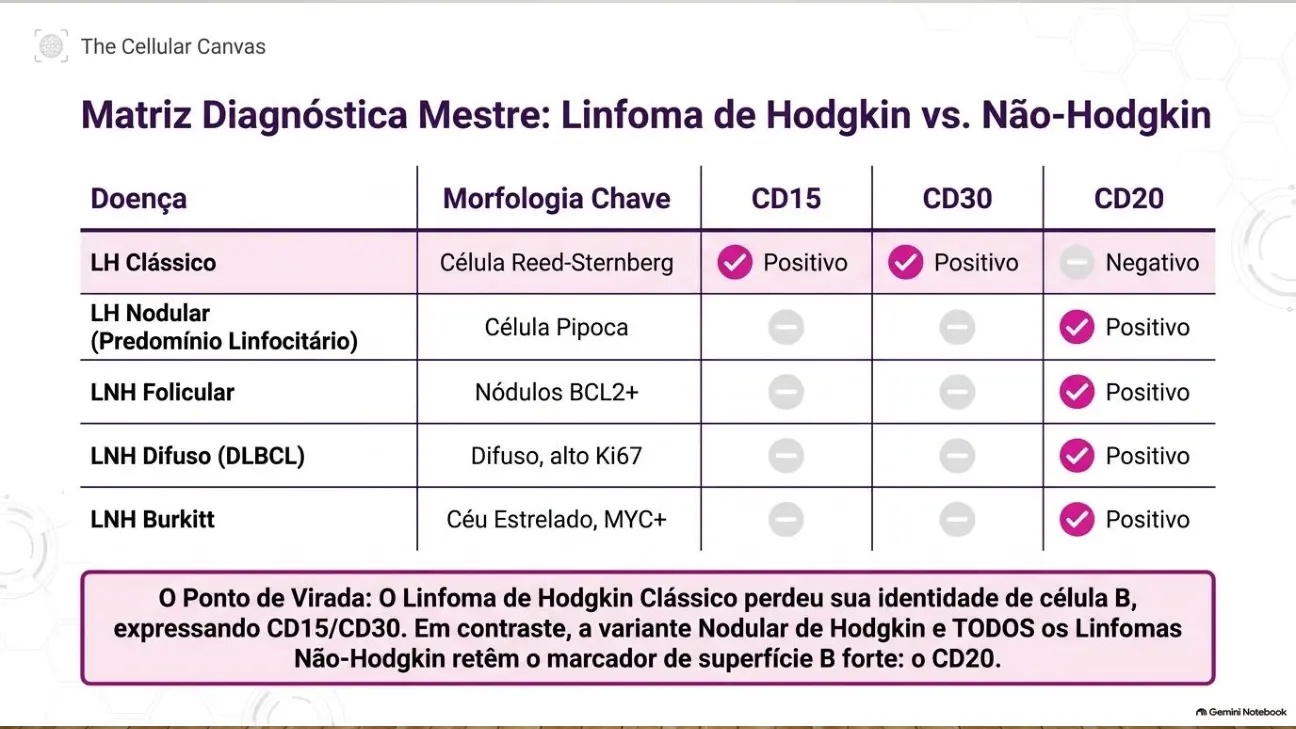 The Cellular Canvas
Matriz Diagnóstica Mestre: Linfoma de Hodgkin vs. Não-Hodgkin
Doença Morfologia Chave CD15 CD30 CD20
LH Clássico Célula Reed-Sternberg Positivo Positivo Negativo
LH Nodular
(Predomínio Linfocitário) Célula Pipoca Positivo
LNH Folicular Nódulos BCL2+ Positivo
LNH Difuso (DLBCL) Difuso, alto Ki67 Positivo
LNH Burkitt Céu Estrelado, MYC+ Positivo
O Ponto de Virada: O Linfoma de Hodgkin Clássico perdeu sua identidade de célula B,
expressando CD15/CD30. Em contraste, a variante Nodular de Hodgkin e TODOS os Linfomas
Não-Hodgkin retêm o marcador de superfície B forte: o CD20.
Gemini Notebook